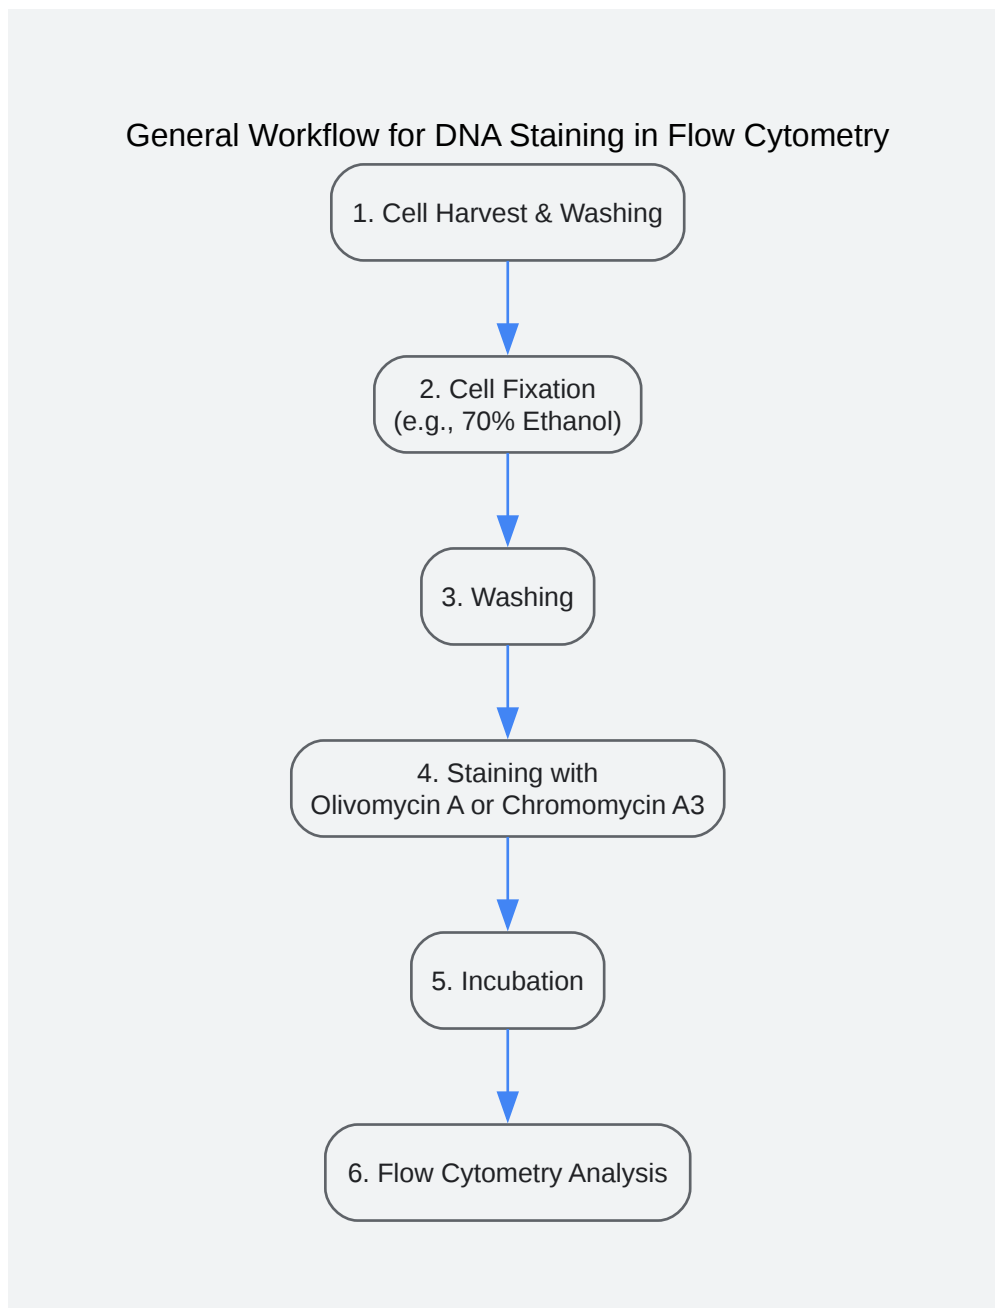 General Workflow for DNA Staining in Flow Cytometry
1. Cell Harvest & Washing
2. Cell Fixation
(e.g., 70% Ethanol)
3. Washing
4. Staining with
Olivomycin A or Chromomycin A3
5. Incubation
6. Flow Cytometry Analysis